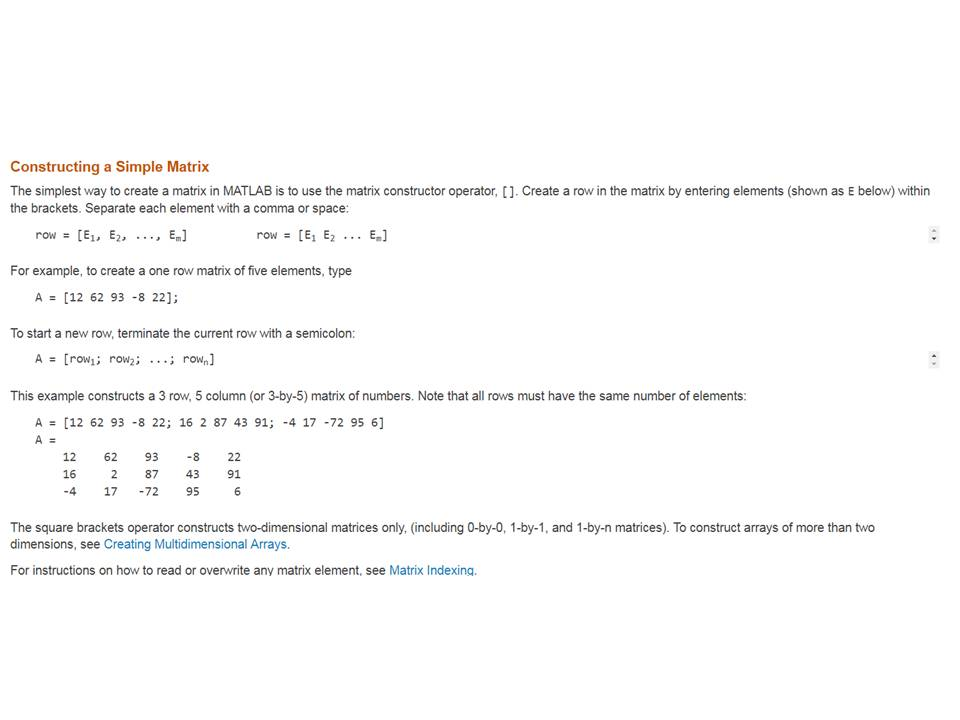 Constructing a Simple Matrix
The simplest way to create a matrix in MATLAB is to use the matrix constructor operator, []. Create a row in the matrix by entering elements (shown as E below) within
the brackets. Separate each element with a comma or space:
row = [E₁, E₂, ..., Eₘ] row = [E₁ E₂ ... Eₘ]
For example, to create a one row matrix of five elements, type
A = [12 62 93 -8 22];
To start a new row, terminate the current row with a semicolon:
A = [row₁; row₂; ...; rowₙ]
This example constructs a 3 row, 5 column (or 3-by-5) matrix of numbers. Note that all rows must have the same number of elements:
A = [12 62 93 -8 22; 16 2 87 43 91; -4 17 -72 95 6]
A =
12 62 93 -8 22
16 2 87 43 91
-4 17 -72 95 6
The square brackets operator constructs two-dimensional matrices only, (including 0-by-0, 1-by-1, and 1-by-n matrices). To construct arrays of more than two
dimensions, see Creating Multidimensional Arrays.
For instructions on how to read or overwrite any matrix element, see Matrix Indexing.